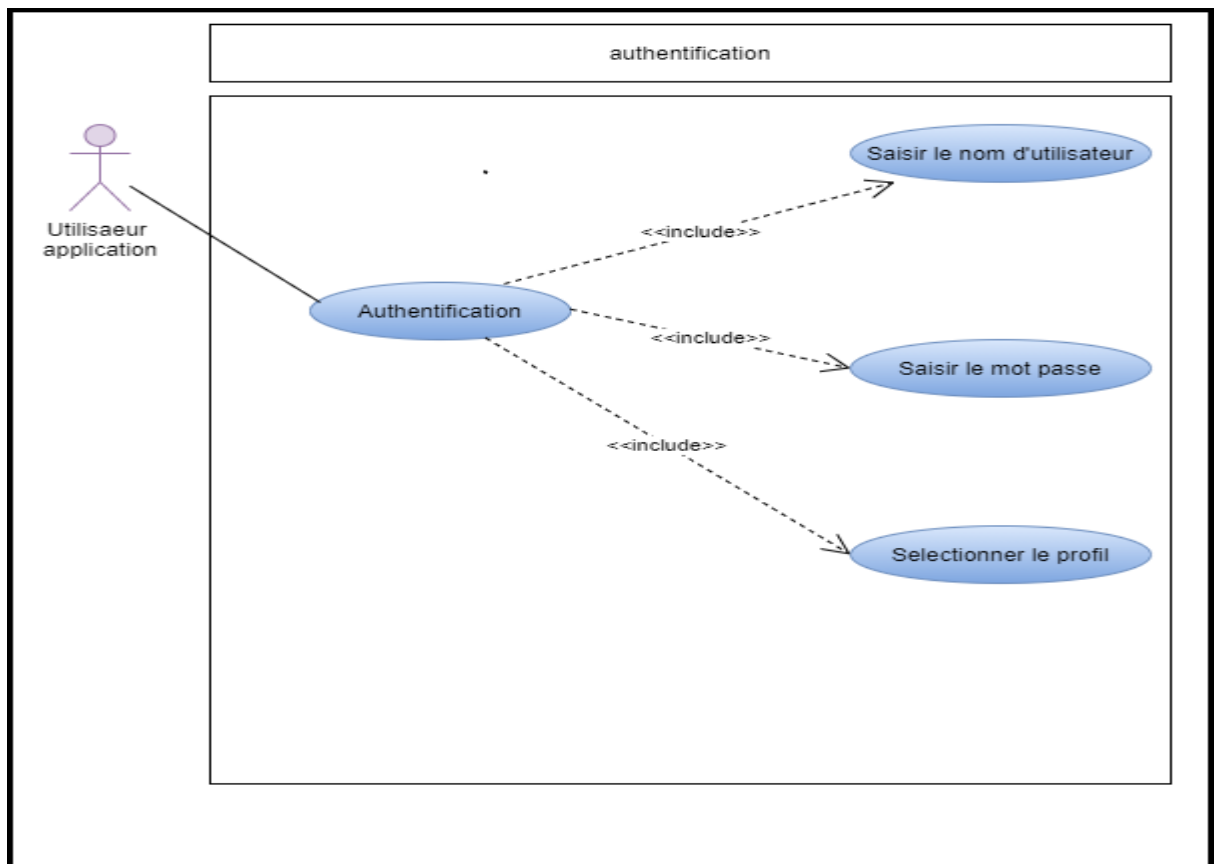 authentification
Saisir le nom d'utilisateur
Utilisaeur
application
<<include>>
Authentification
<<include>>
Saisir le mot passe
<<include>>
Selectionner le profil